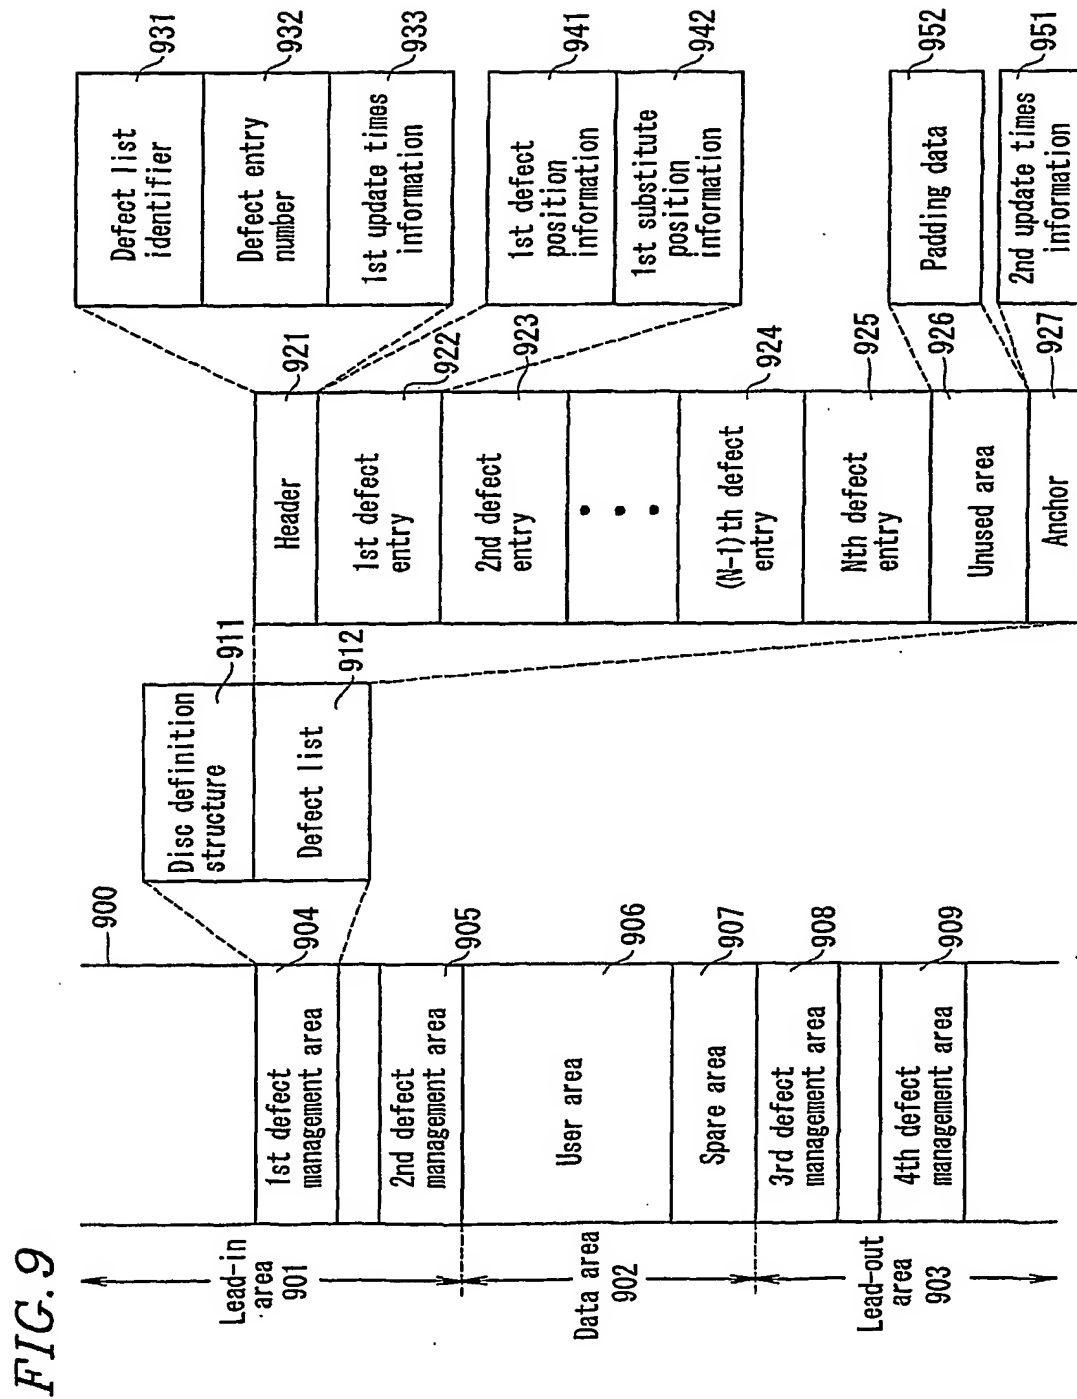 FIG.9
900
Lead-in
area
901
Data area
902
Lead-out
area
903
1st defect
management area
904
2nd defect
management area
905
User area
906
Spare area
907
3rd defect
management area
908
4th defect
management area
909
Disc definition
structure
911
Defect list
912
Header
921
1st defect
entry
922
2nd defect
entry
923
(N-1)th defect
entry
924
Nth defect
entry
925
Unused area
926
Anchor
927
Defect list
identifier
931
Defect entry
number
932
1st update times
information
933
1st defect
position
information
941
1st substitute
position
information
942
Padding data
952
2nd update times
information
951